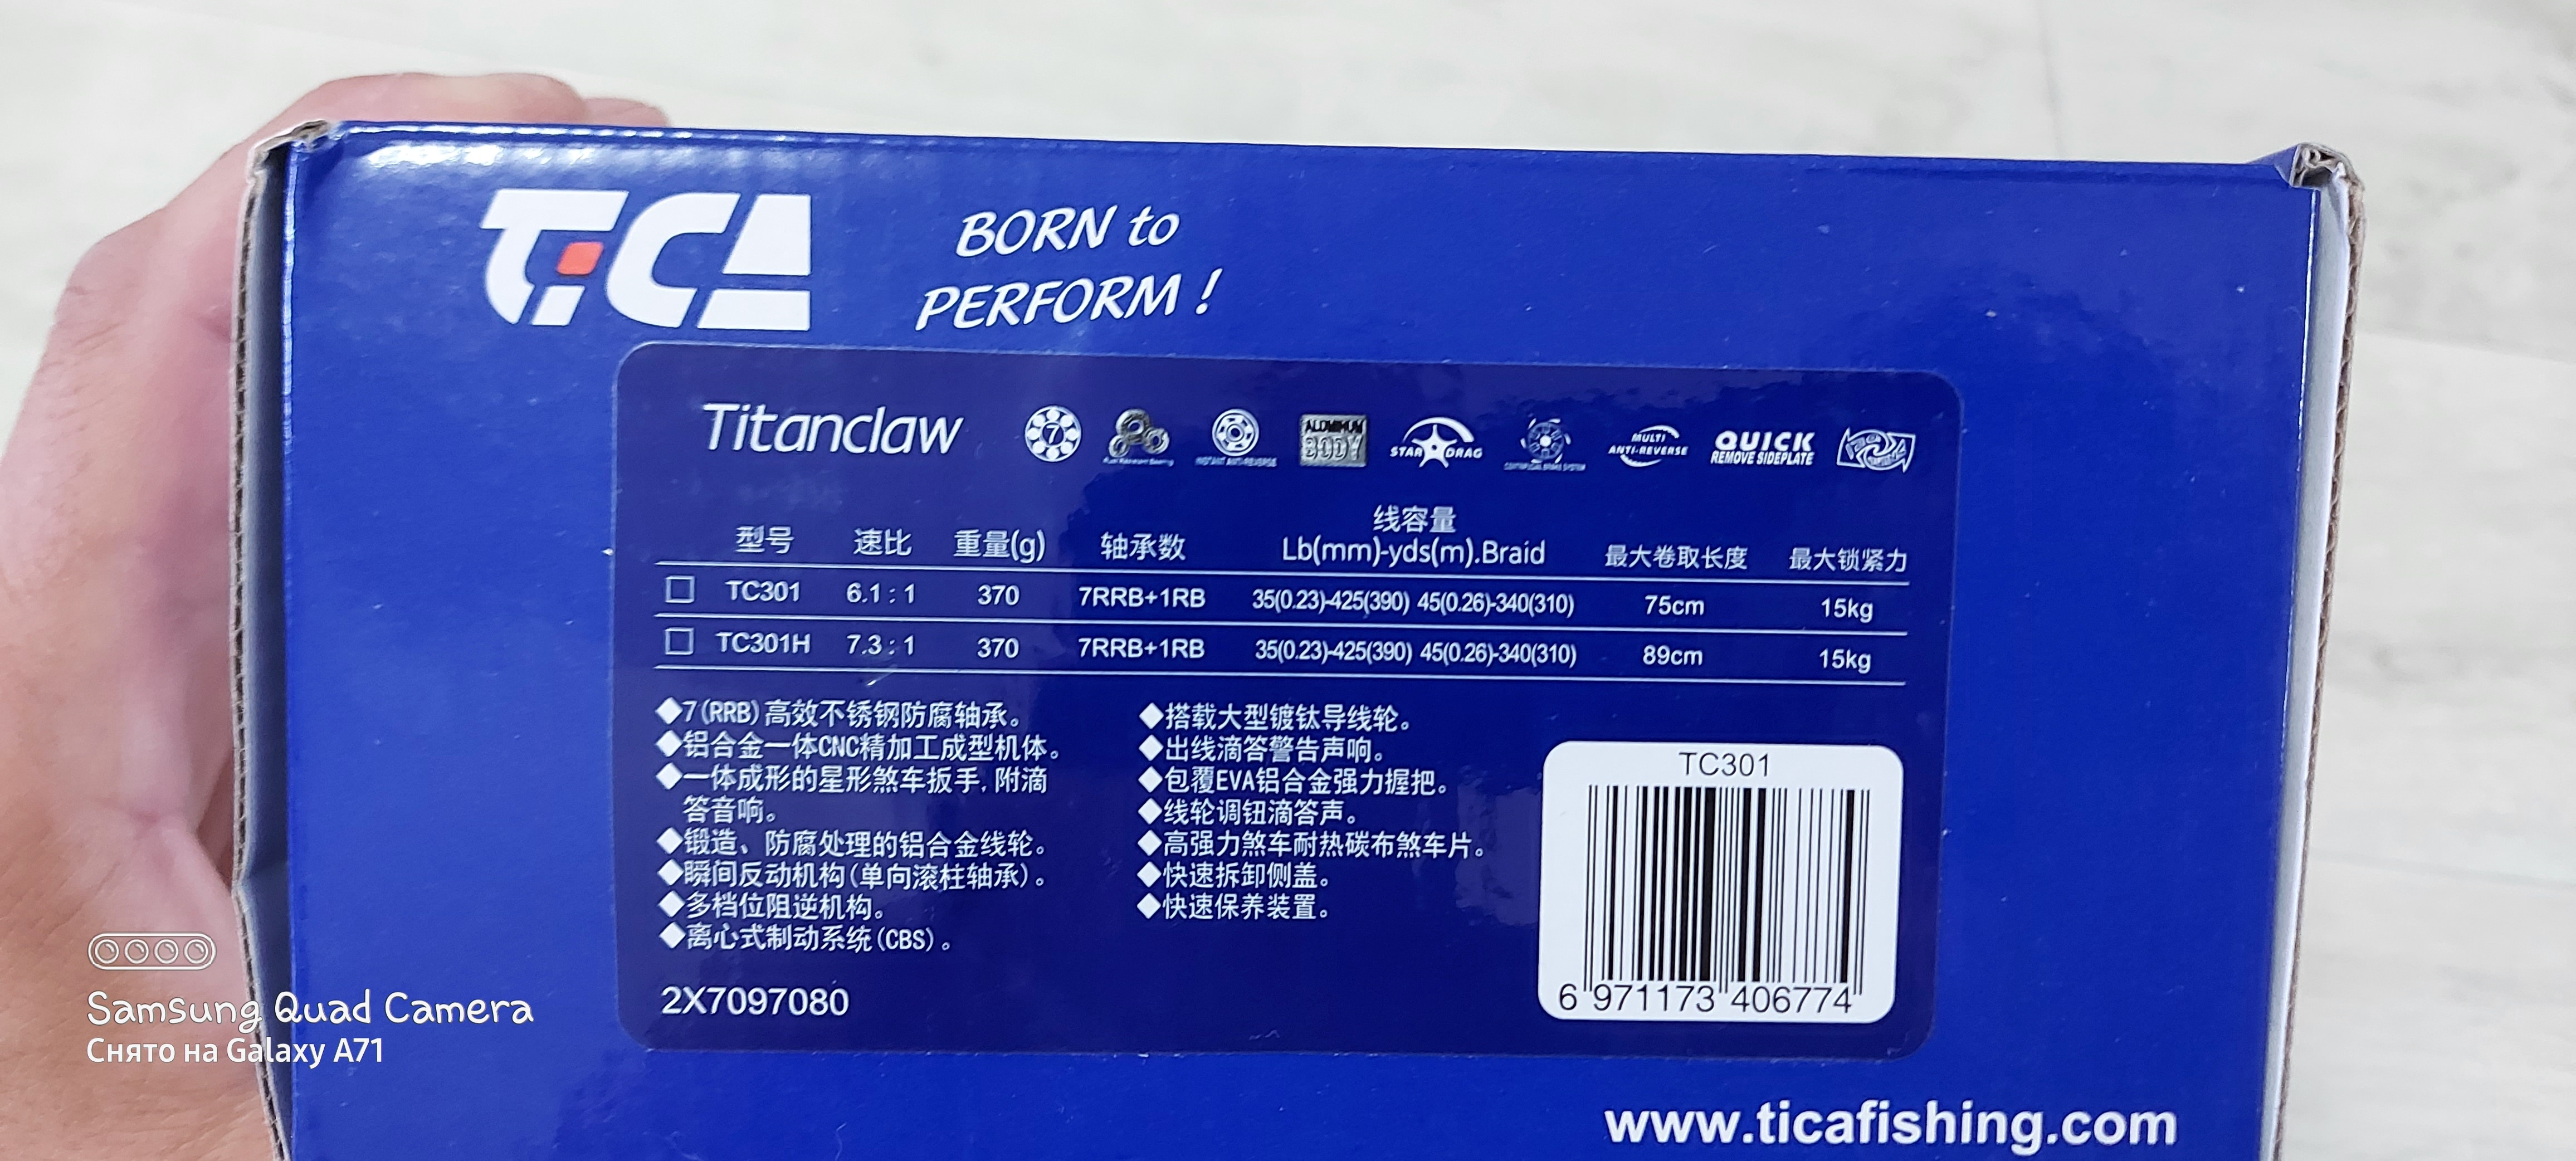 TICA
BORN to
PERFORM !
Titanclaw
7
INSTANT ANTI-REVERSE
ALUMINUM
BODY
STAR DRAG
CENTRIFUGAL BRAKE SYSTEM
MULTI
ANTI-REVERSE
QUICK
REMOVE SIDEPLATE
线容量
型号 速比 重量(g) 轴承数 Lb(mm)-yds(m).Braid 最大卷取长度 最大锁紧力
TC301 6.1:1 370 7RRB+1RB 35(0.23)-425(390) 45(0.26)-340(310) 75cm 15kg
TC301H 7.3:1 370 7RRB+1RB 35(0.23)-425(390) 45(0.26)-340(310) 89cm 15kg
◆7(RRB)高效不锈钢防腐轴承。
◆铝合金一体CNC精加工成型机体。
◆一体成形的星形煞车扳手,附滴
答音响。
◆锻造、防腐处理的铝合金线轮。
◆瞬间反动机构(单向滚柱轴承)。
◆多档位阻逆机构。
◆离心式制动系统(CBS)。
◆搭载大型镀钛导线轮。
◆出线滴答警告声响。
◆包覆EVA铝合金强力握把。
◆线轮调钮滴答声。
◆高强力煞车耐热碳布煞车片。
◆快速拆卸侧盖。
◆快速保养装置。
2X7097080
TC301
6 971173 406774
www.ticafishing.com
Samsung Quad Camera
Снято на Galaxy A71